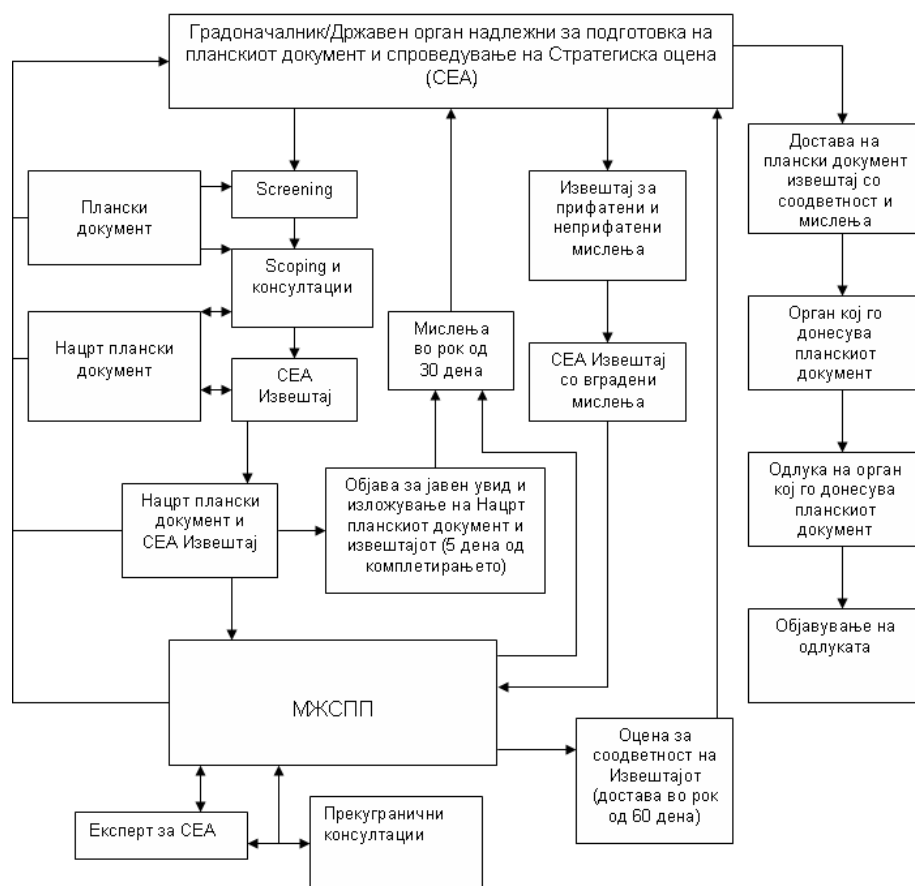 Градоначалник/Државен орган надлежни за подготовка на
планскиот документ и спроведување на Стратегиска оцена
(СЕА)
Screening
Плански
документ
Scoping и
консултации
Нацрт плански
документ
СЕА
Извештај
Мислења
во рок од
30 дена
Извештај за
прифатени и
неприфатени
мислења
СЕА Извештај
со вградени
мислења
Достава на
плански документ
извештај со
соодветност и
мислења
Орган кој го
донесува
планскиот
документ
Одлука на орган
кој го донесува
планскиот
документ
Објавување на
одлуката
Нацрт плански
документ и
СЕА Извештај
Објава за јавен увид и
изложување на Нацрт
планскиот документ и
извештајот (5 дена од
комплетирањето)
МЖСПП
Оцена за
соодветност на
Извештајот
(достава во рок
од 60 дена)
Експерт за СЕА
Прекугранични
консултации